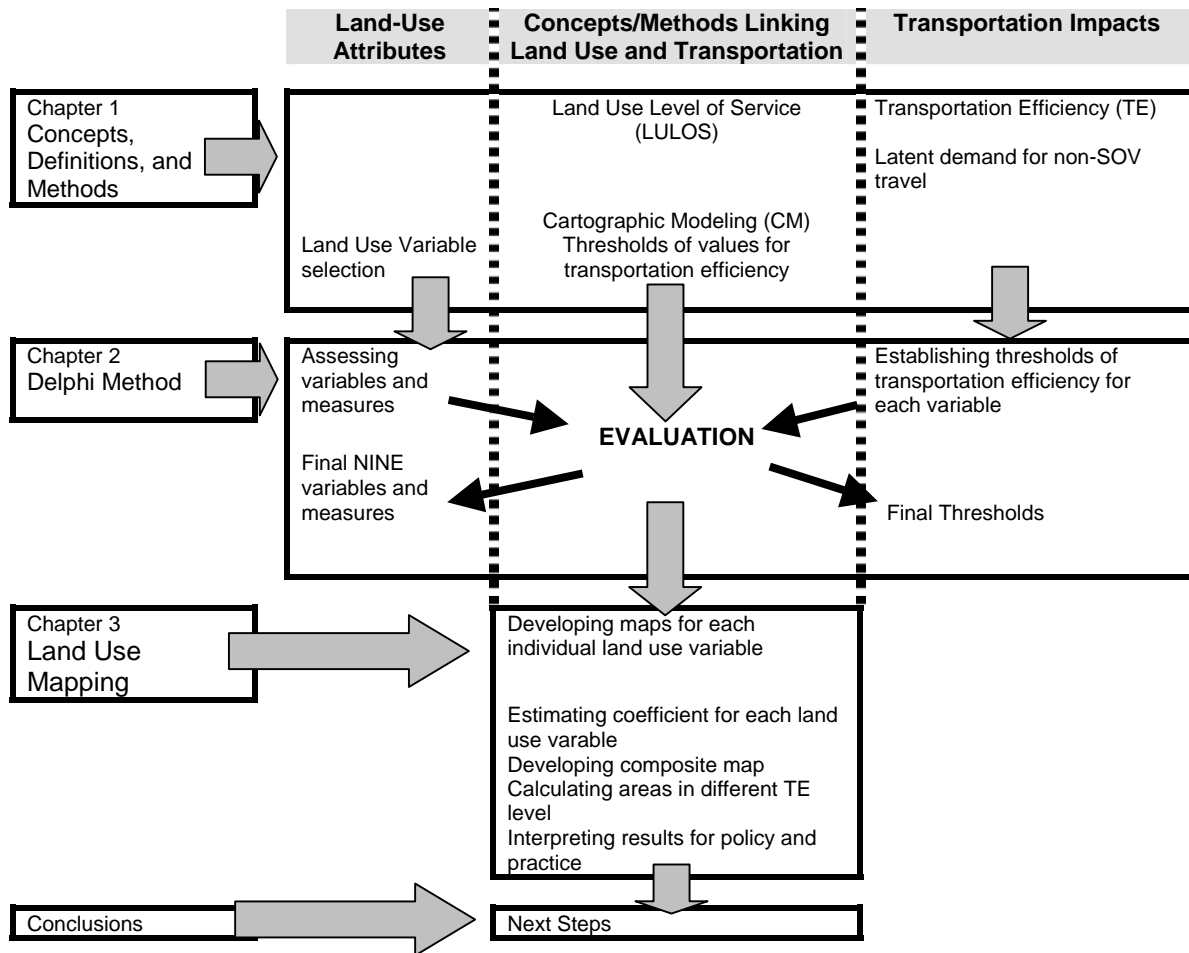 Land-Use
Attributes
Concepts/Methods Linking
Land Use and Transportation
Transportation Impacts
Chapter 1
Concepts,
Definitions, and
Methods
Land Use Variable
selection
Land Use Level of Service
(LULOS)
Cartographic Modeling (CM)
Thresholds of values for
transportation efficiency
Transportation Efficiency (TE)
Latent demand for non-SOV
travel
Chapter 2
Delphi Method
Assessing
variables and
measures
Final NINE
variables and
measures
EVALUATION
Establishing thresholds of
transportation efficiency for
each variable
Final Thresholds
Chapter 3
Land Use
Mapping
Developing maps for each
individual land use variable
Estimating coefficient for each land
use varable
Developing composite map
Calculating areas in different TE
level
Interpreting results for policy and
practice
Conclusions
Next Steps